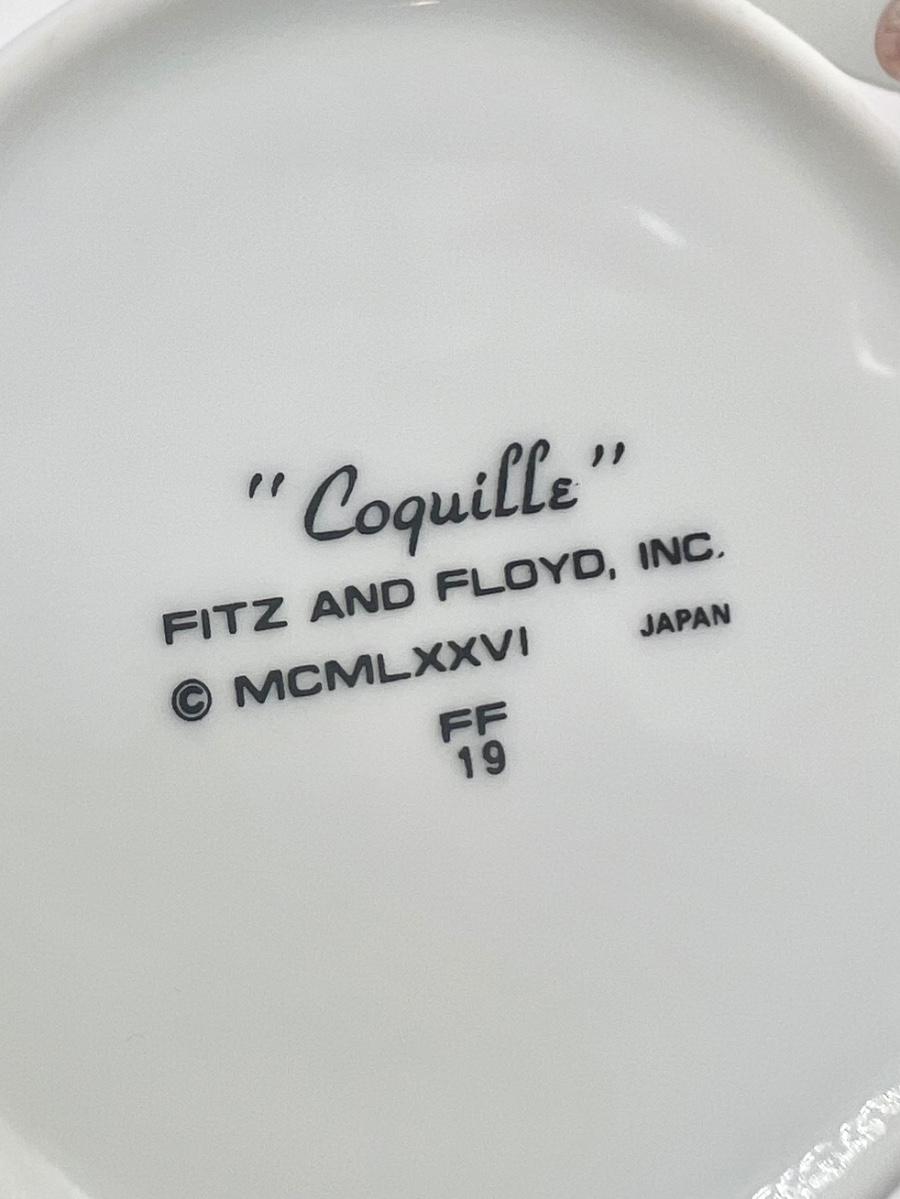 "Coquille"
FITZ AND FLOYD, INC.
© MCMLXXVI JAPAN
FF
19